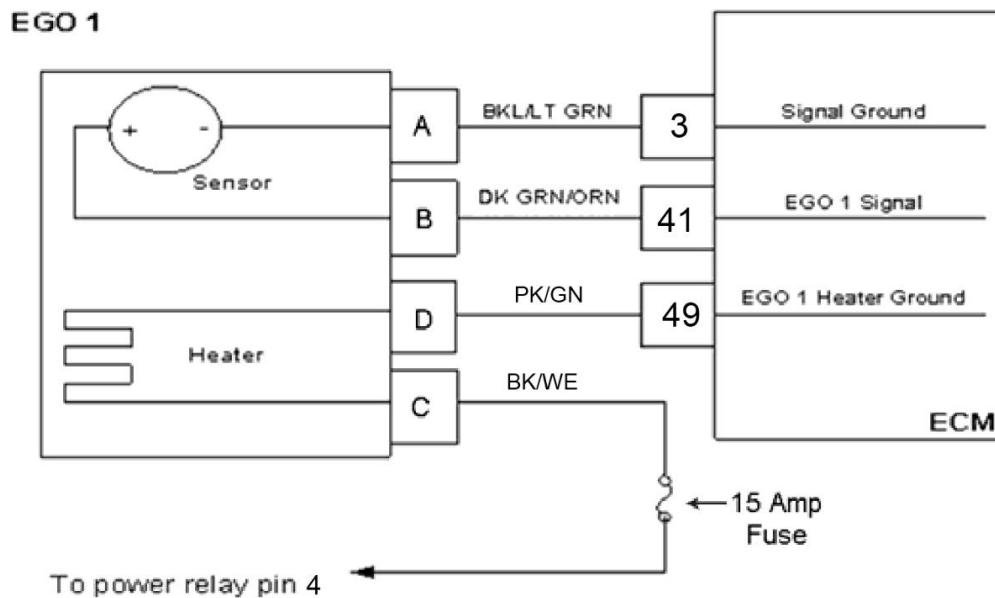 EGO 1
+ -
Sensor
A
BKL/LT GRN
3
Signal Ground
B
DK GRN/ORN
41
EGO 1 Signal
D
PK/GN
49
EGO 1 Heater Ground
Heater
C
BK/WE
ECM
15 Amp
Fuse
To power relay pin 4